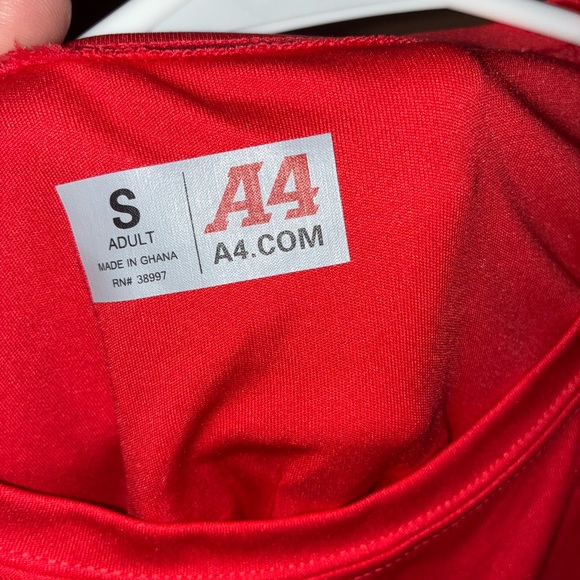 S
ADULT
MADE IN GHANA
RN# 38997
A4
A4.COM